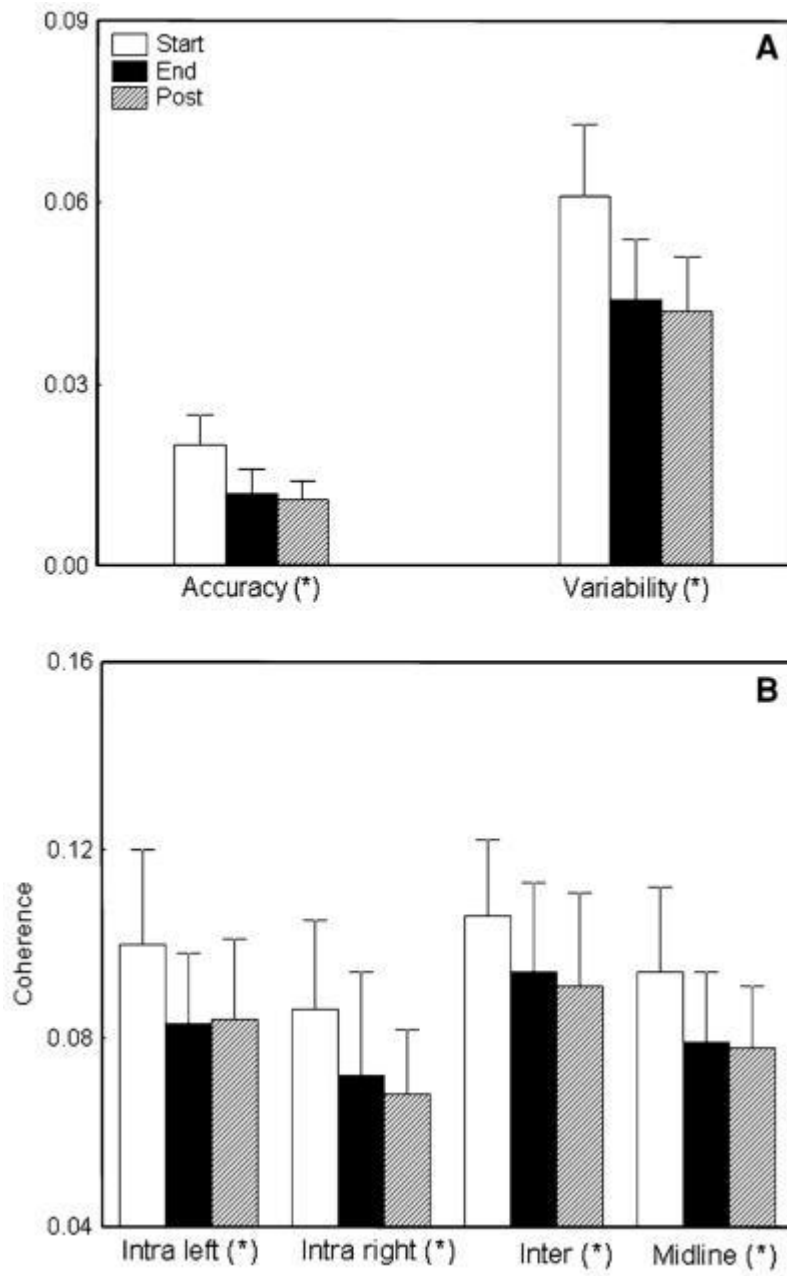 0.09
A
Start
End
Post
0.06
0.03
0.00
Accuracy (*)
Variability (*)
0.16
B
0.12
Coherence
0.08
0.04
Intra left (*)
Intra right (*)
Inter (*)
Midline (*)